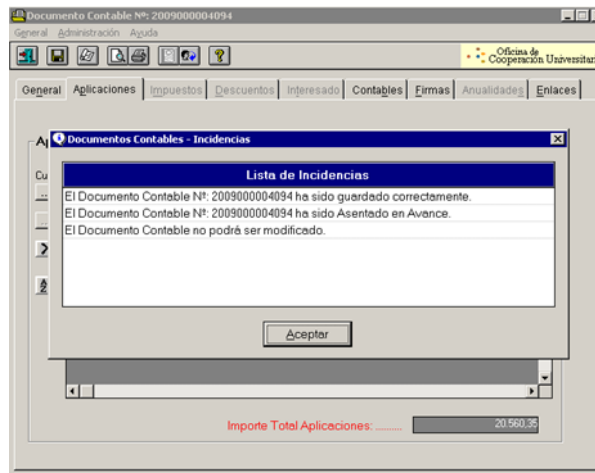 Documento Contable Nº: 2009000004094
General Administración Ayuda
Oficina de
Cooperación Universitar
General Aplicaciones Impuestos Descuentos Interesado Contables Firmas Anualidades Enlaces
Documentos Contables - Incidencias
Lista de Incidencias
El Documento Contable Nº: 2009000004094 ha sido guardado correctamente.
El Documento Contable Nº: 2009000004094 ha sido Asentado en Avance.
El Documento Contable no podrá ser modificado.
Aceptar
Importe Total Aplicaciones: .........
20.560,35